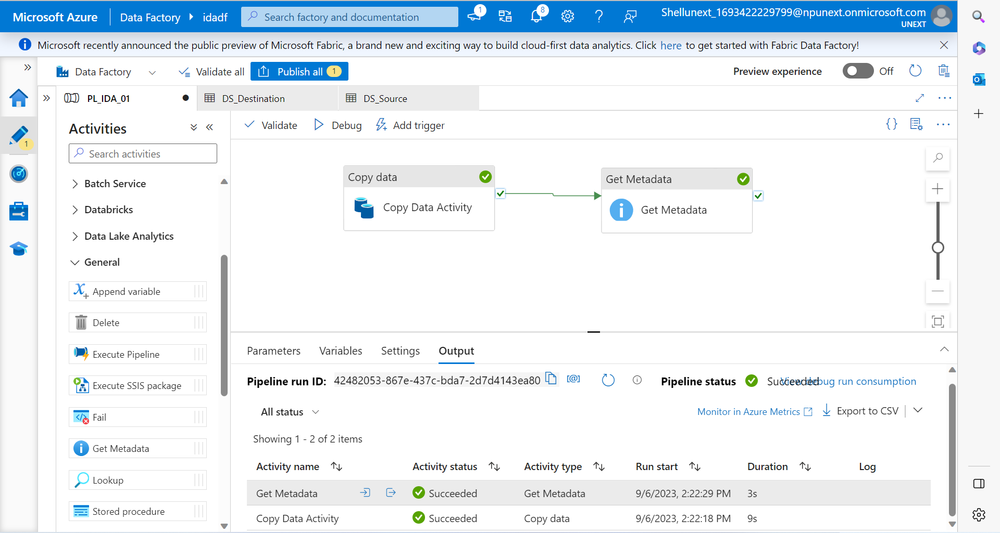 Microsoft Azure Data Factory idadf Search factory and documentation 1 8 Shellunext_1693422229799@npunext.onmicrosoft.com
UNEXT
Microsoft recently announced the public preview of Microsoft Fabric, a brand new and exciting way to build cloud-first data analytics. Click here to get started with Fabric Data Factory!
Data Factory Validate all Publish all 1 Preview experience Off
PL_IDA_01 DS_Destination DS_Source
1
Activities
Search activities
Batch Service
Databricks
Data Lake Analytics
General
Append variable
Delete
Execute Pipeline
Execute SSIS package
Fail
Get Metadata
Lookup
Stored procedure
Validate Debug Add trigger
Copy data
Copy Data Activity
Get Metadata
Get Metadata
Parameters Variables Settings Output
Pipeline run ID: 42482053-867e-437c-bda7-2d7d4143ea80 Pipeline status Succeeded View debug run consumption
All status Monitor in Azure Metrics Export to CSV
Showing 1 - 2 of 2 items
Activity name Activity status Activity type Run start Duration Log
Get Metadata Succeeded Get Metadata 9/6/2023, 2:22:29 PM 3s
Copy Data Activity Succeeded Copy data 9/6/2023, 2:22:18 PM 9s